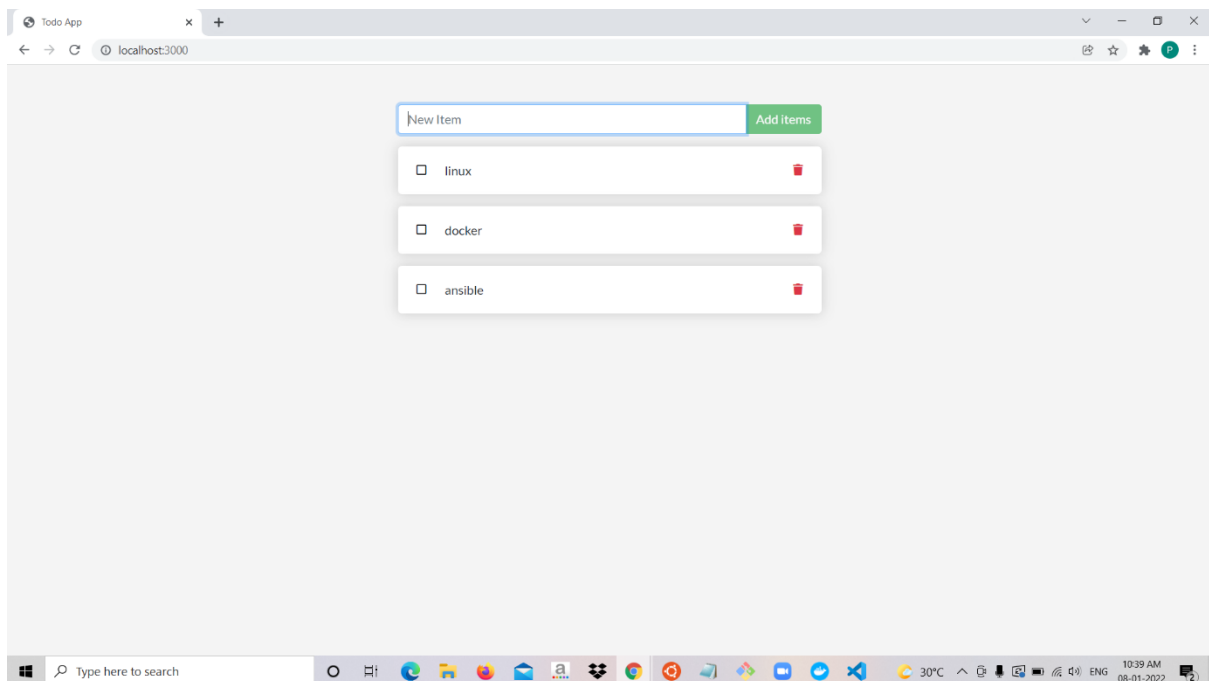 Todo App
localhost:3000
P
New Item
Add items
linux
docker
ansible
Type here to search
a
30°C
ENG
10:39 AM
08-01-2022
2